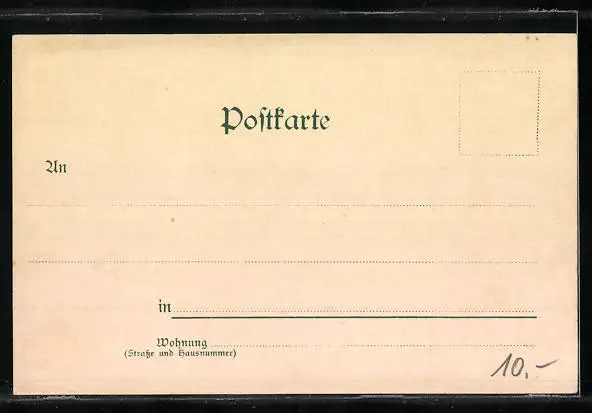 Poſtkarte
An
in
Wohnung
(Straße und Hausnummer)
10.-